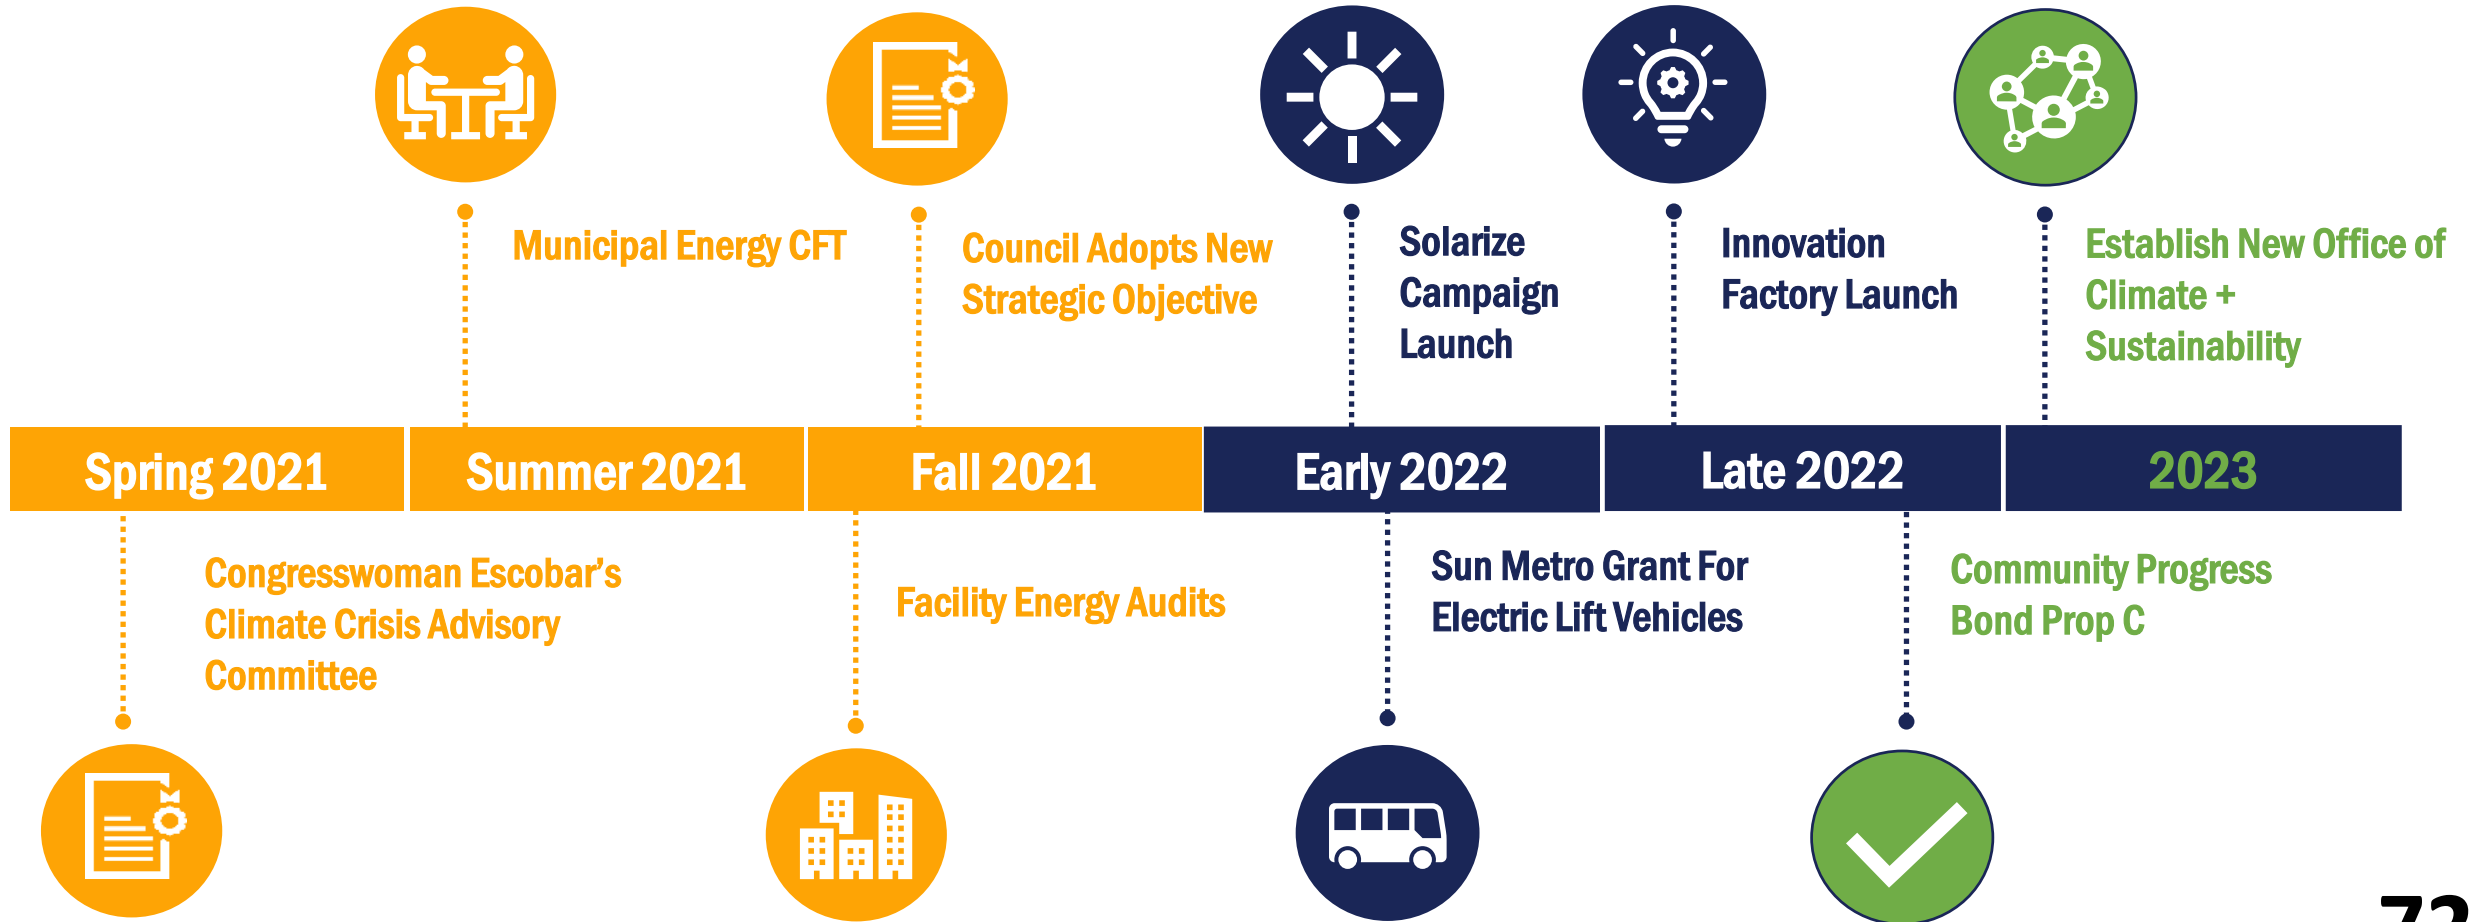 Municipal Energy CFT
Council Adopts New
Strategic Objective
Solarize
Campaign
Launch
Innovation
Factory Launch
Establish New Office of
Climate +
Sustainability
Spring 2021
Summer 2021
Fall 2021
Early 2022
Late 2022
2023
Congresswoman Escobar’s
Climate Crisis Advisory
Committee
Facility Energy Audits
Sun Metro Grant For
Electric Lift Vehicles
Community Progress
Bond Prop C